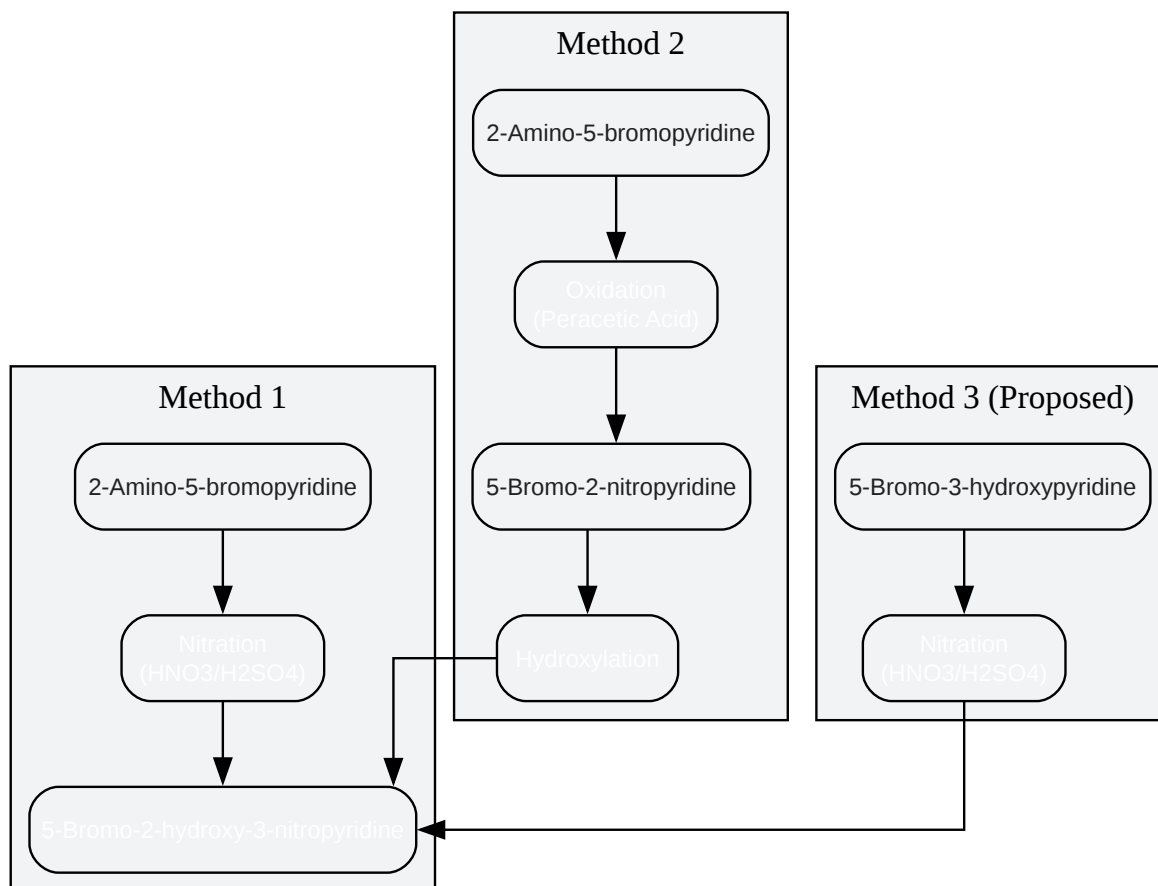 Method 2
2-Amino-5-bromopyridine
Oxidation
(Peracetic Acid)
5-Bromo-2-nitropyridine
Hydroxylation
Method 1
2-Amino-5-bromopyridine
Nitration
(HNO3/H2SO4)
5-Bromo-2-hydroxy-3-nitropyridine
Method 3 (Proposed)
5-Bromo-3-hydroxypyridine
Nitration
(HNO3/H2SO4)